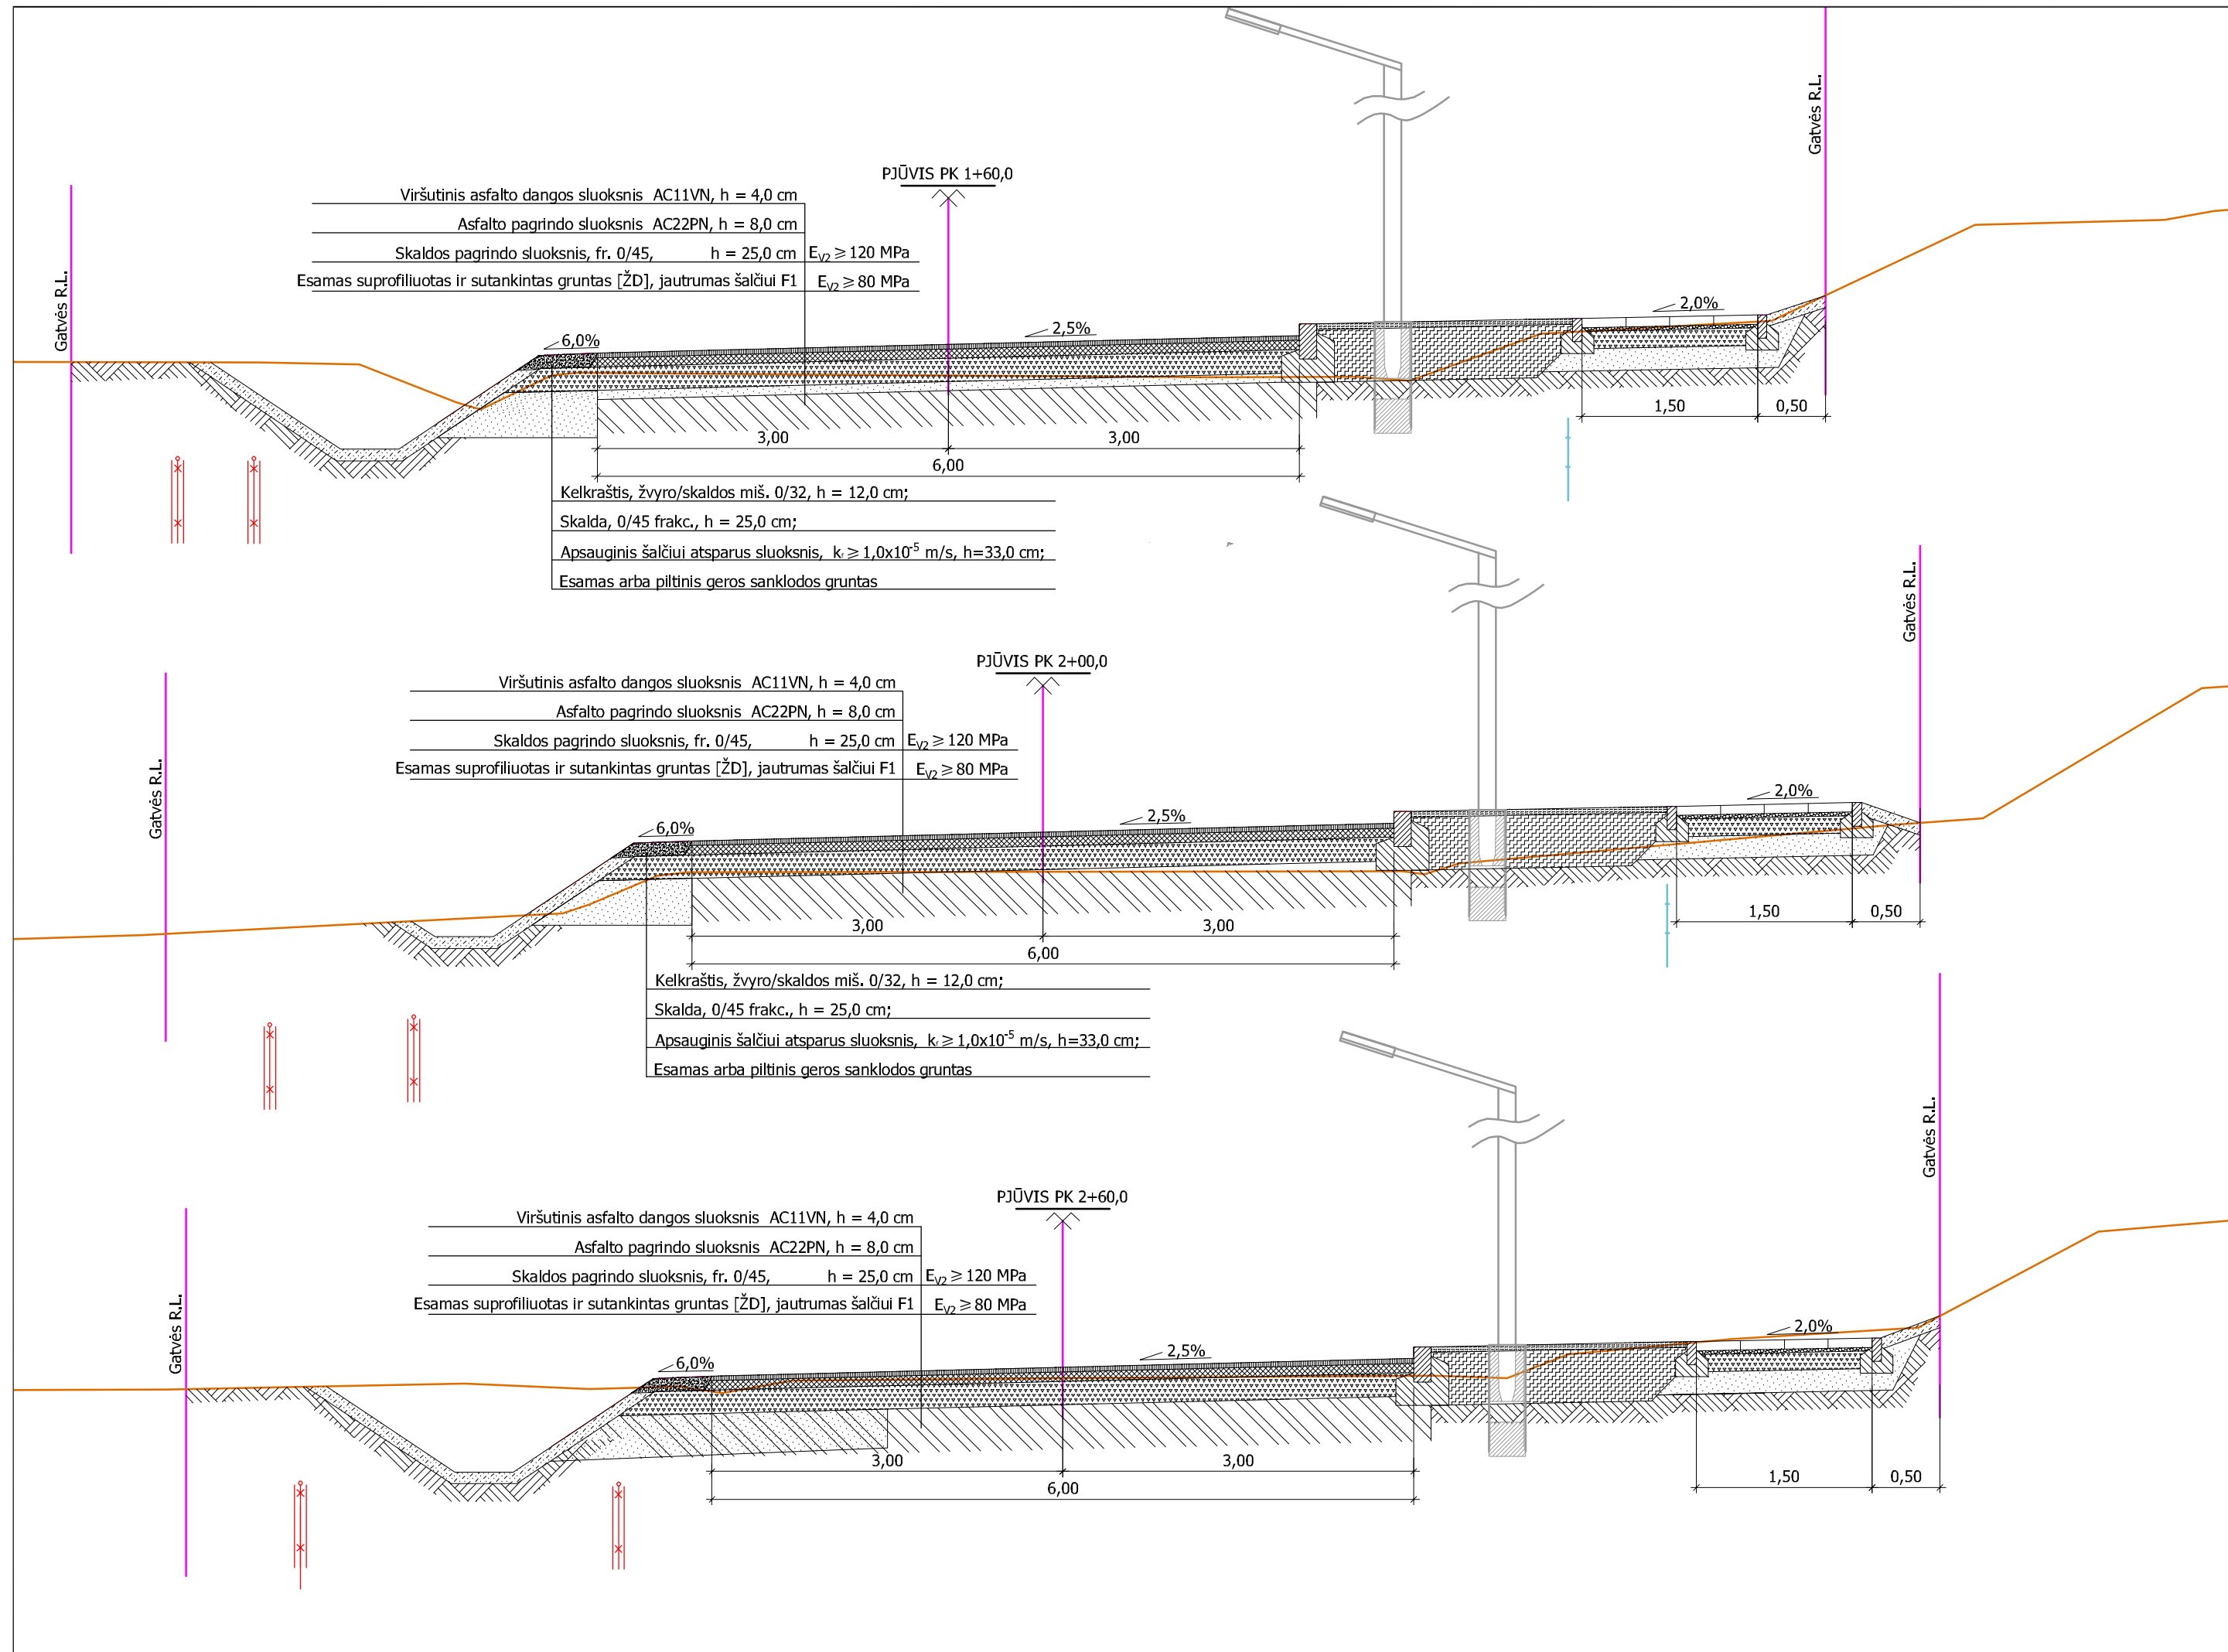 PJŪVIS PK 1+60,0
Viršutinis asfalto dangos sluoksnis AC11VN, h = 4,0 cm
Asfalto pagrindo sluoksnis AC22PN, h = 8,0 cm
Skaldos pagrindo sluoksnis, fr. 0/45, h = 25,0 cm EV2 ≥ 120 MPa
Esamas suprofiliuotas ir sutankintas gruntas [ŽD], jautrumas šalčiui F1 EV2 ≥ 80 MPa
Gatvės R.L.
Gatvės R.L.
6,0%
2,5%
2,0%
1,50
0,50
3,00
3,00
6,00
Kelkraštis, žvyro/skaldos miš. 0/32, h = 12,0 cm;
Skalda, 0/45 frakc., h = 25,0 cm;
Apsauginis šalčiui atsparus sluoksnis, k ≥ 1,0x10-5 m/s, h=33,0 cm;
Esamas arba piltinis geros sanklodos gruntas
PJŪVIS PK 2+00,0
Viršutinis asfalto dangos sluoksnis AC11VN, h = 4,0 cm
Asfalto pagrindo sluoksnis AC22PN, h = 8,0 cm
Skaldos pagrindo sluoksnis, fr. 0/45, h = 25,0 cm EV2 ≥ 120 MPa
Esamas suprofiliuotas ir sutankintas gruntas [ŽD], jautrumas šalčiui F1 EV2 ≥ 80 MPa
Gatvės R.L.
Gatvės R.L.
6,0%
2,5%
2,0%
1,50
0,50
3,00
3,00
6,00
Kelkraštis, žvyro/skaldos miš. 0/32, h = 12,0 cm;
Skalda, 0/45 frakc., h = 25,0 cm;
Apsauginis šalčiui atsparus sluoksnis, k ≥ 1,0x10-5 m/s, h=33,0 cm;
Esamas arba piltinis geros sanklodos gruntas
PJŪVIS PK 2+60,0
Viršutinis asfalto dangos sluoksnis AC11VN, h = 4,0 cm
Asfalto pagrindo sluoksnis AC22PN, h = 8,0 cm
Skaldos pagrindo sluoksnis, fr. 0/45, h = 25,0 cm EV2 ≥ 120 MPa
Esamas suprofiliuotas ir sutankintas gruntas [ŽD], jautrumas šalčiui F1 EV2 ≥ 80 MPa
Gatvės R.L.
Gatvės R.L.
6,0%
2,5%
2,0%
3,00
3,00
1,50
0,50
6,00